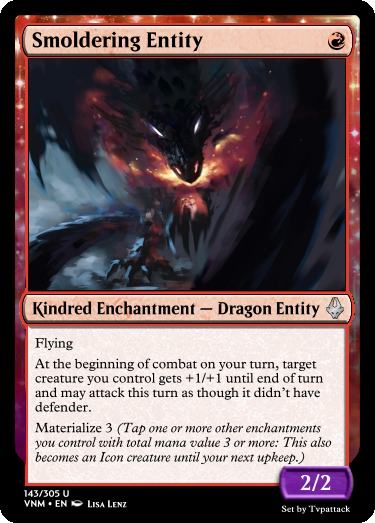 Smoldering Entity
Kindred Enchantment — Dragon Entity
Flying
At the beginning of combat on your turn, target
creature you control gets +1/+1 until end of turn
and may attack this turn as though it didn't have
defender.
Materialize 3 (Tap one or more other enchantments
you control with total mana value 3 or more: This also
becomes an Icon creature until your next upkeep.)
2/2
143/305 U
VNM • EN Lisa Lenz
Set by Tvpattack